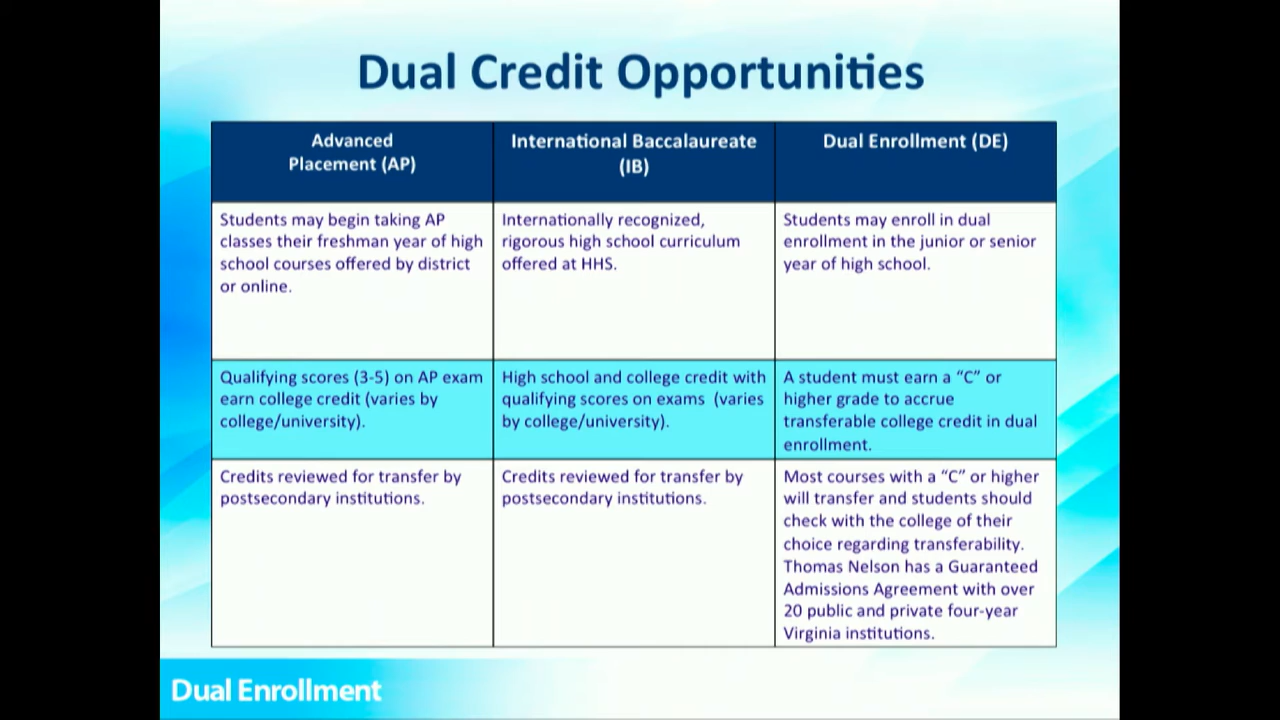 Dual Credit Opportunities
Advanced
Placement (AP)
International Baccalaureate
(IB)
Dual Enrollment (DE)
Students may begin taking AP
classes their freshman year of high
school courses offered by district
or online.
Internationally recognized,
rigorous high school curriculum
offered at HHS.
Students may enroll in dual
enrollment in the junior or senior
year of high school.
Qualifying scores (3-5) on AP exam
earn college credit (varies by
college/university).
High school and college credit with
qualifying scores on exams (varies
by college/university).
A student must earn a “C” or
higher grade to accrue
transferable college credit in dual
enrollment.
Credits reviewed for transfer by
postsecondary institutions.
Credits reviewed for transfer by
postsecondary institutions.
Most courses with a “C” or higher
will transfer and students should
check with the college of their
choice regarding transferability.
Thomas Nelson has a Guaranteed
Admissions Agreement with over
20 public and private four-year
Virginia institutions.
Dual Enrollment